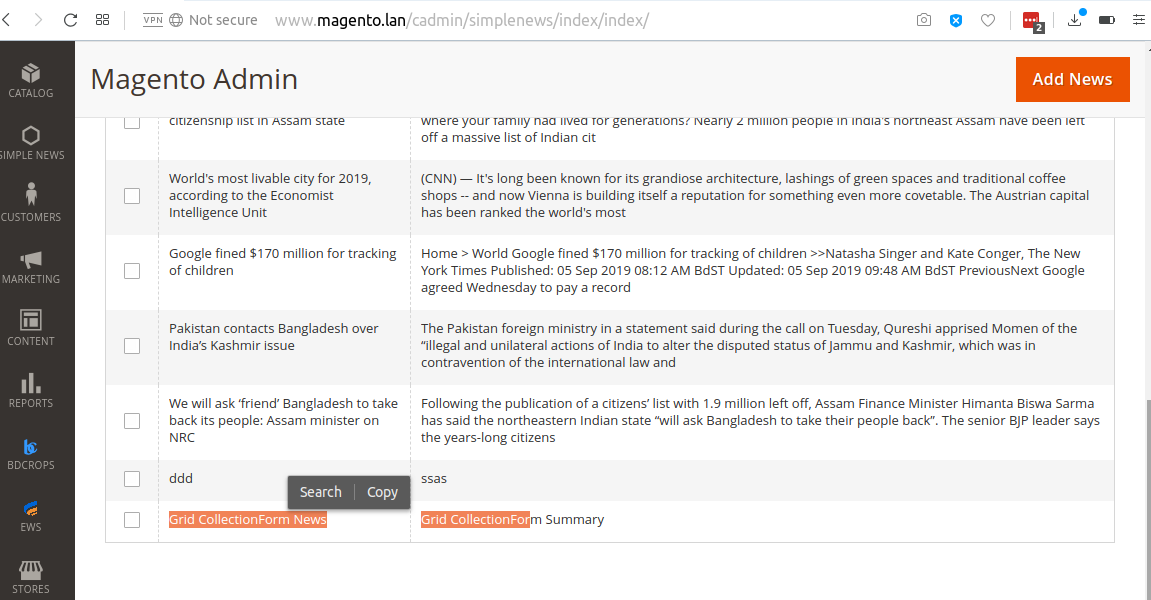 VPN Not secure www.magento.lan/cadmin/simplenews/index/index/
2
Magento Admin
Add News
CATALOG
SIMPLE NEWS
CUSTOMERS
MARKETING
CONTENT
REPORTS
BDCROPS
EWS
STORES
citizenship list in Assam state
where your family had lived for generations? Nearly 2 million people in India's northeast Assam have been left
off a massive list of Indian cit
World's most livable city for 2019,
according to the Economist
Intelligence Unit
(CNN) — It's long been known for its grandiose architecture, lashings of green spaces and traditional coffee
shops -- and now Vienna is building itself a reputation for something even more covetable. The Austrian capital
has been ranked the world's most
Google fined $170 million for tracking
of children
Home > World Google fined $170 million for tracking of children >>Natasha Singer and Kate Conger, The New
York Times Published: 05 Sep 2019 08:12 AM BdST Updated: 05 Sep 2019 09:48 AM BdST PreviousNext Google
agreed Wednesday to pay a record
Pakistan contacts Bangladesh over
India’s Kashmir issue
The Pakistan foreign ministry in a statement said during the call on Tuesday, Qureshi apprised Momen of the
“illegal and unilateral actions of India to alter the disputed status of Jammu and Kashmir, which was in
contravention of the international law and
We will ask ‘friend’ Bangladesh to take
back its people: Assam minister on
NRC
Following the publication of a citizens’ list with 1.9 million left off, Assam Finance Minister Himanta Biswa Sarma
has said the northeastern Indian state “will ask Bangladesh to take their people back”. The senior BJP leader says
the years-long citizens
ddd
ssas
Search Copy
Grid CollectionForm News
Grid CollectionForm Summary